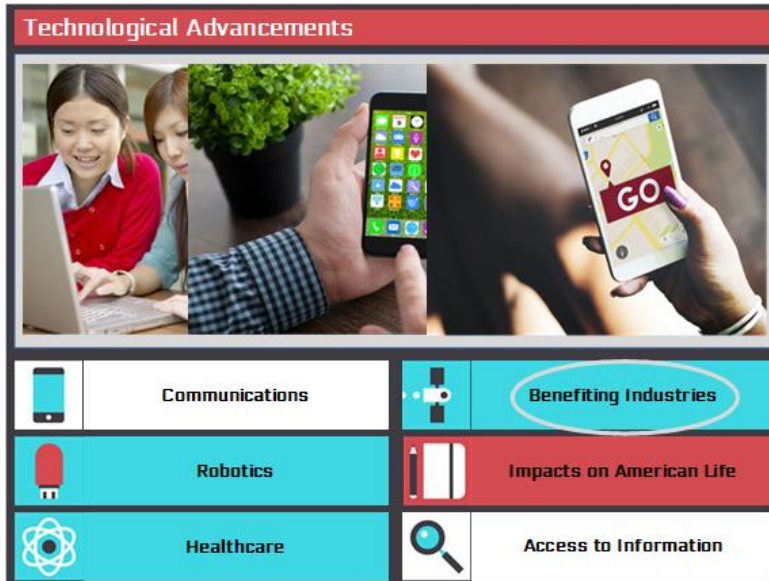 Technological Advancements
GO
Communications
Benefiting Industries
Robotics
Impacts on American Life
Healthcare
Access to Information